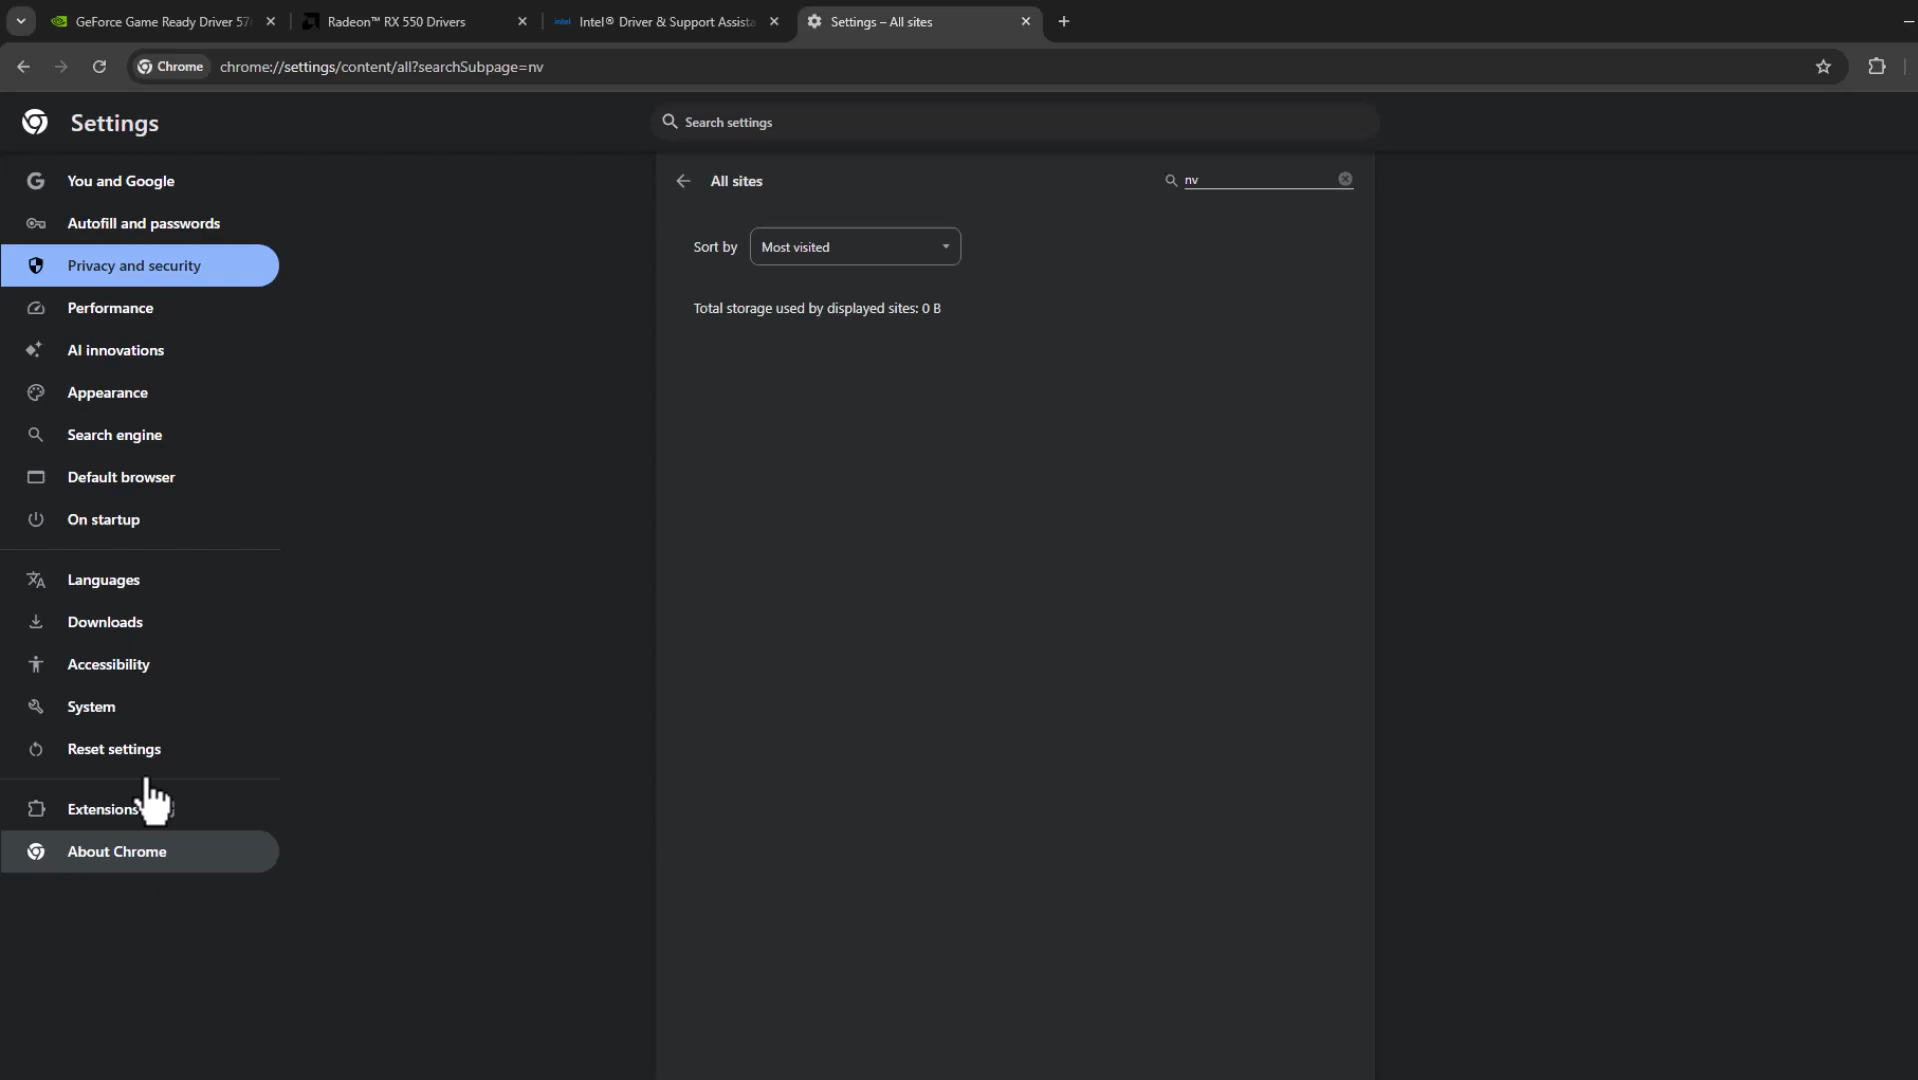 GeForce Game Ready Driver 57
Radeon™ RX 550 Drivers
intel Intel® Driver & Support Assista
Settings – All sites
Chrome
chrome://settings/content/all?searchSubpage=nv
Settings
Search settings
You and Google
Autofill and passwords
Privacy and security
Performance
AI innovations
Appearance
Search engine
Default browser
On startup
Languages
Downloads
Accessibility
System
Reset settings
Extensions
About Chrome
All sites
nv
Sort by
Most visited
Total storage used by displayed sites: 0 B